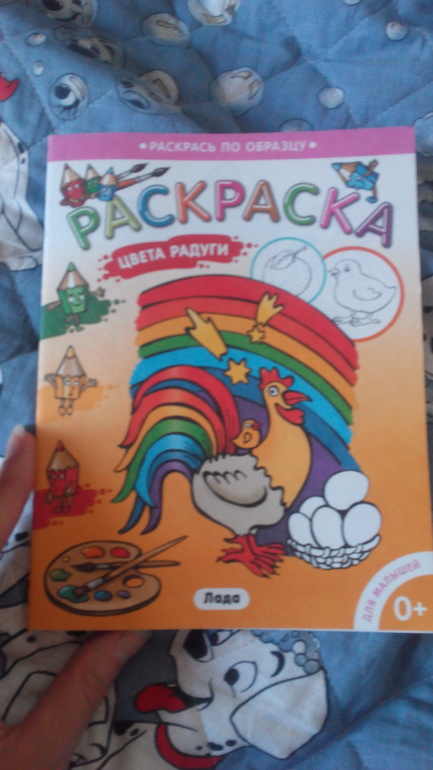 • РАСКРАСЬ ПО ОБРАЗЦУ •
РАСКРАСКА
ЦВЕТА РАДУГИ
Лада
ДЛЯ МАЛЫШЕЙ
0+